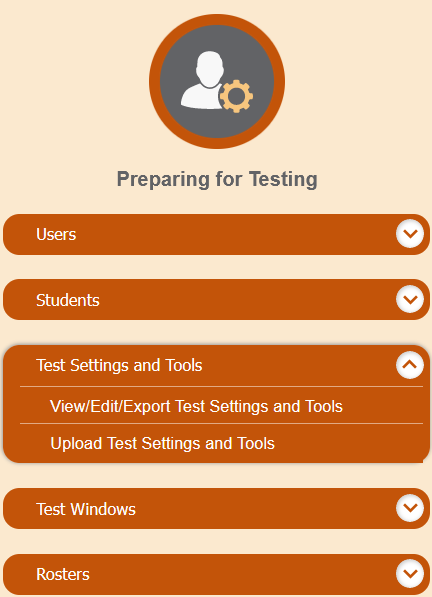 Preparing for Testing
Users
Students
Test Settings and Tools
View/Edit/Export Test Settings and Tools
Upload Test Settings and Tools
Test Windows
Rosters